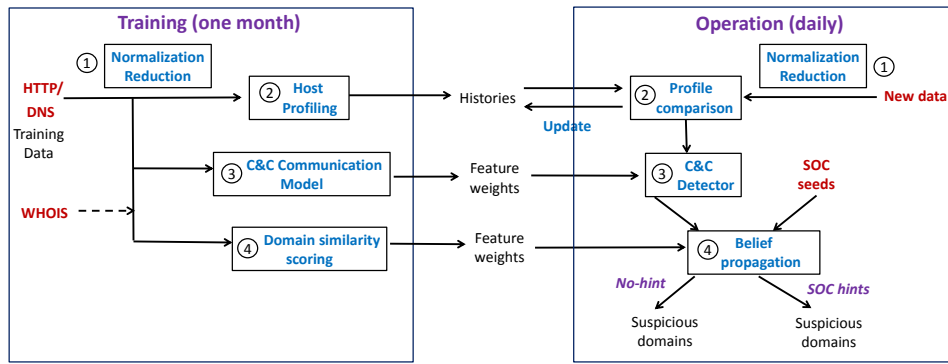 Training (one month)
1
Normalization
Reduction
HTTP/
DNS
Training
Data
2
Host
Profiling
3
C&C Communication
Model
WHOIS
4
Domain similarity
scoring
Histories
Update
Feature
weights
Feature
weights
Operation (daily)
Normalization
Reduction
1
2
Profile
comparison
New data
3
C&C
Detector
SOC
seeds
4
Belief
propagation
No-hint
SOC hints
Suspicious
domains
Suspicious
domains